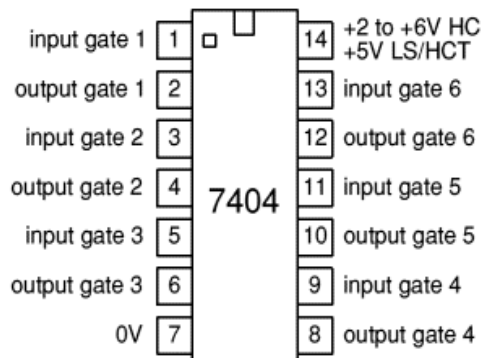 input gate 1 1 14 +2 to +6V HC
+5V LS/HCT
output gate 1 2 13 input gate 6
input gate 2 3 12 output gate 6
output gate 2 4 11 input gate 5
7404
input gate 3 5 10 output gate 5
output gate 3 6 9 input gate 4
0V 7 8 output gate 4